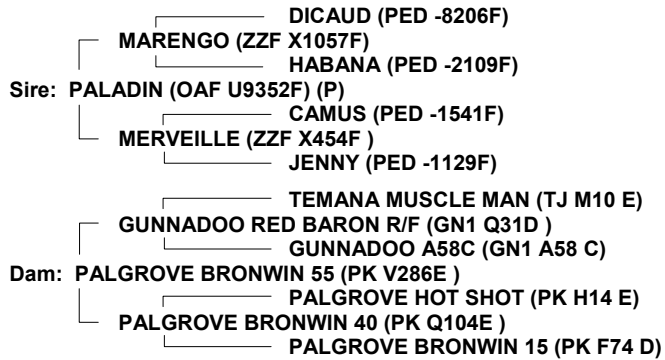 DICAUD (PED -8206F)
MARENGO (ZZF X1057F)
HABANA (PED -2109F)
Sire: PALADIN (OAF U9352F) (P)
CAMUS (PED -1541F)
MERVEILLE (ZZF X454F )
JENNY (PED -1129F)
TEMANA MUSCLE MAN (TJ M10 E)
GUNNADOO RED BARON R/F (GN1 Q31D )
GUNNADOO A58C (GN1 A58 C)
Dam: PALGROVE BRONWIN 55 (PK V286E )
PALGROVE HOT SHOT (PK H14 E)
PALGROVE BRONWIN 40 (PK Q104E )
PALGROVE BRONWIN 15 (PK F74 D)